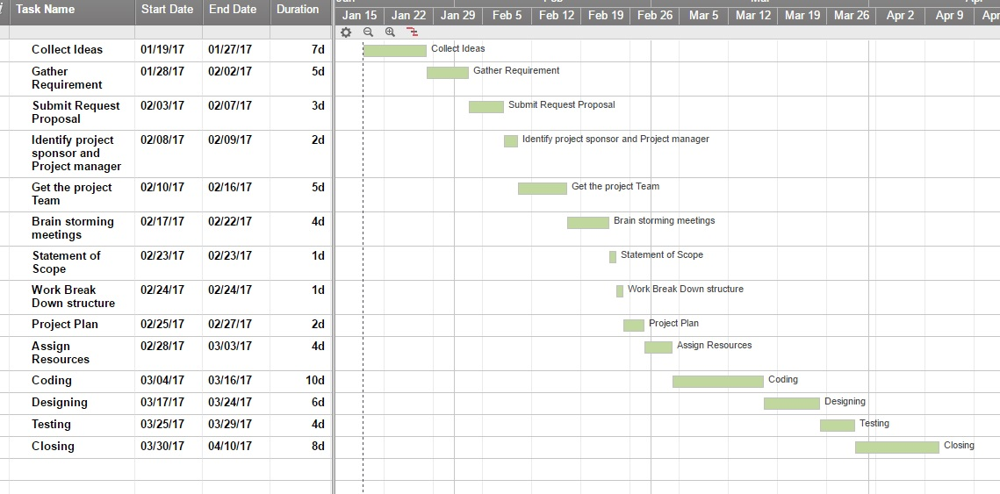 Jan Feb Mar Apr
Task Name Start Date End Date Duration Jan 15 Jan 22 Jan 29 Feb 5 Feb 12 Feb 19 Feb 26 Mar 5 Mar 12 Mar 19 Mar 26 Apr 2 Apr 9 Apr
Collect Ideas 01/19/17 01/27/17 7d Collect Ideas
Gather 01/28/17 02/02/17 5d Gather Requirement
Requirement
Submit Request 02/03/17 02/07/17 3d Submit Request Proposal
Proposal
Identify project 02/08/17 02/09/17 2d Identify project sponsor and Project manager
sponsor and
Project manager
Get the project 02/10/17 02/16/17 5d Get the project Team
Team
Brain storming 02/17/17 02/22/17 4d Brain storming meetings
meetings
Statement of 02/23/17 02/23/17 1d Statement of Scope
Scope
Work Break 02/24/17 02/24/17 1d Work Break Down structure
Down structure
Project Plan 02/25/17 02/27/17 2d Project Plan
Assign 02/28/17 03/03/17 4d Assign Resources
Resources
Coding 03/04/17 03/16/17 10d Coding
Designing 03/17/17 03/24/17 6d Designing
Testing 03/25/17 03/29/17 4d Testing
Closing 03/30/17 04/10/17 8d Closing